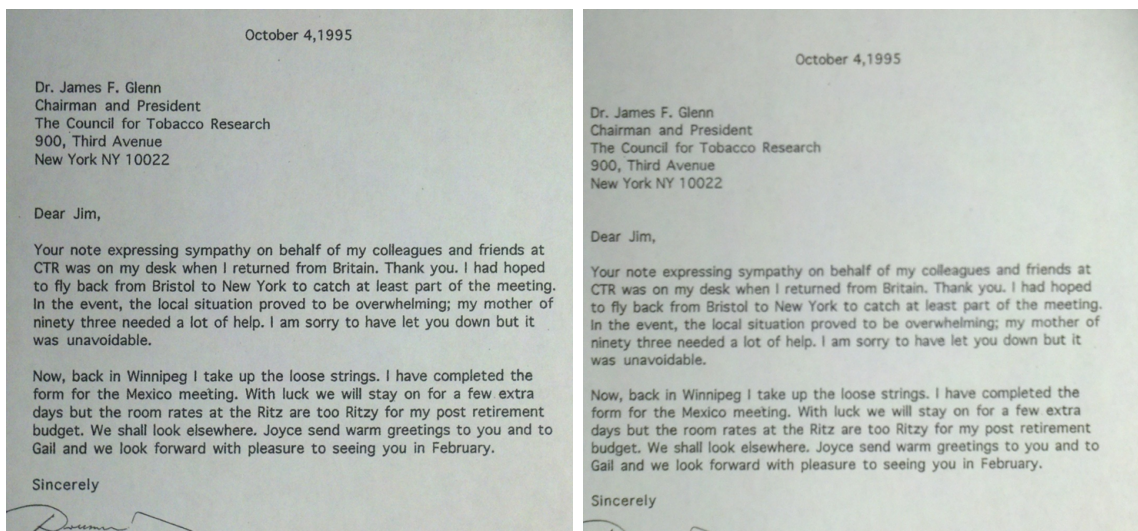 October 4,1995
Dr. James F. Glenn
Chairman and President
The Council for Tobacco Research
900, Third Avenue
New York NY 10022
Dear Jim,
Your note expressing sympathy on behalf of my colleagues and friends at
CTR was on my desk when I returned from Britain. Thank you. I had hoped
to fly back from Bristol to New York to catch at least part of the meeting.
In the event, the local situation proved to be overwhelming; my mother of
ninety three needed a lot of help. I am sorry to have let you down but it
was unavoidable.
Now, back in Winnipeg I take up the loose strings. I have completed the
form for the Mexico meeting. With luck we will stay on for a few extra
days but the room rates at the Ritz are too Ritzy for my post retirement
budget. We shall look elsewhere. Joyce send warm greetings to you and to
Gail and we look forward with pleasure to seeing you in February.
Sincerely
October 4,1995
Dr. James F. Glenn
Chairman and President
The Council for Tobacco Research
900, Third Avenue
New York NY 10022
Dear Jim,
Your note expressing sympathy on behalf of my colleagues and friends at
CTR was on my desk when I returned from Britain. Thank you. I had hoped
to fly back from Bristol to New York to catch at least part of the meeting.
In the event, the local situation proved to be overwhelming; my mother of
ninety three needed a lot of help. I am sorry to have let you down but it
was unavoidable.
Now, back in Winnipeg I take up the loose strings. I have completed the
form for the Mexico meeting. With luck we will stay on for a few extra
days but the room rates at the Ritz are too Ritzy for my post retirement
budget. We shall look elsewhere. Joyce send warm greetings to you and to
Gail and we look forward with pleasure to seeing you in February.
Sincerely